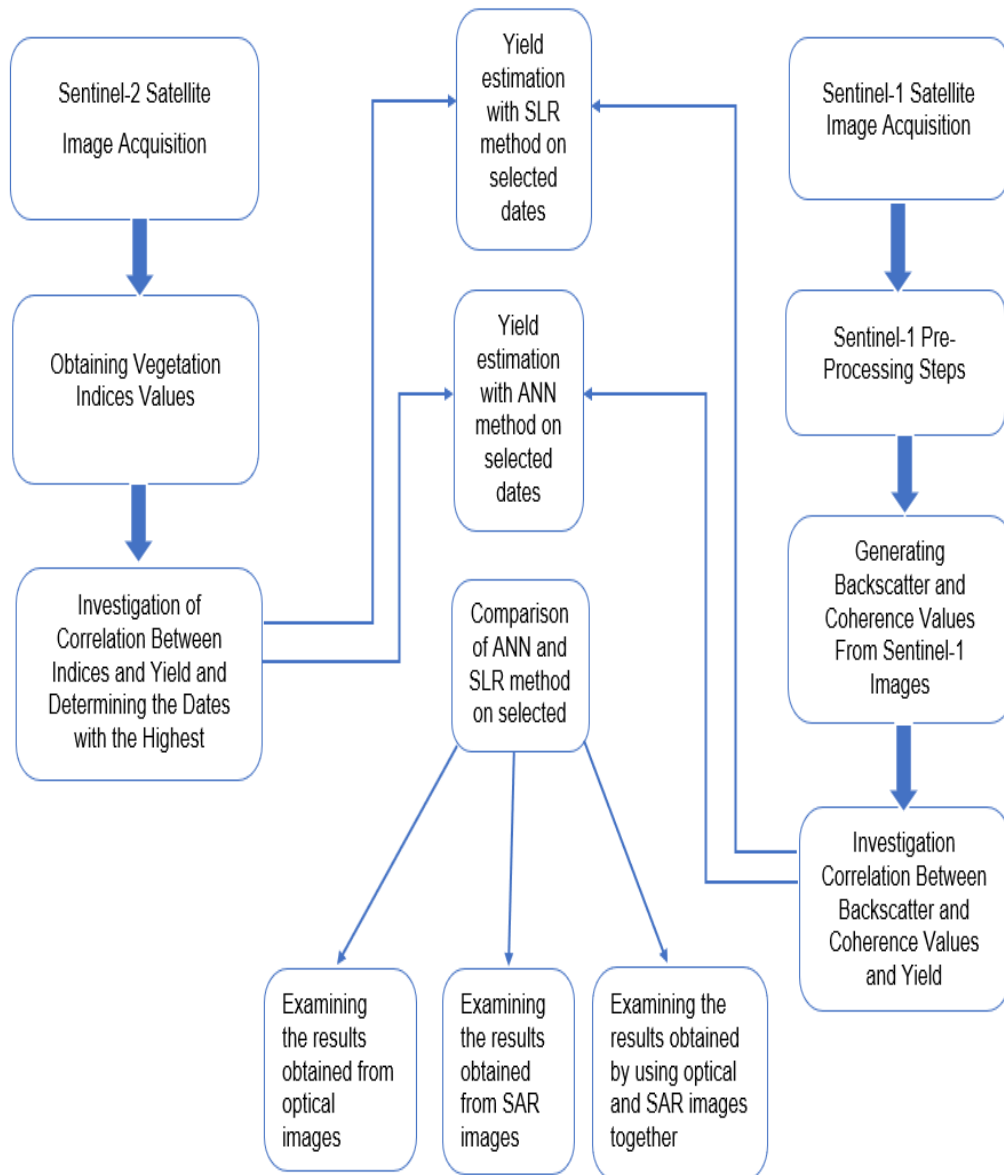 Sentinel-2 Satellite
Image Acquisition
Obtaining Vegetation
Indices Values
Investigation of
Correlation Between
Indices and Yield and
Determining the Dates
with the Highest
Yield
estimation
with SLR
method on
selected
dates
Yield
estimation
with ANN
method on
selected
dates
Comparison
of ANN and
SLR method
on selected
Sentinel-1 Satellite
Image Acquisition
Sentinel-1 Pre-
Processing Steps
Generating
Backscatter and
Coherence Values
From Sentinel-1
Images
Investigation
Correlation Between
Backscatter and
Coherence Values
and Yield
Examining
the results
obtained from
optical
images
Examining
the results
obtained
from SAR
images
Examining the
results obtained
by using optical
and SAR images
together